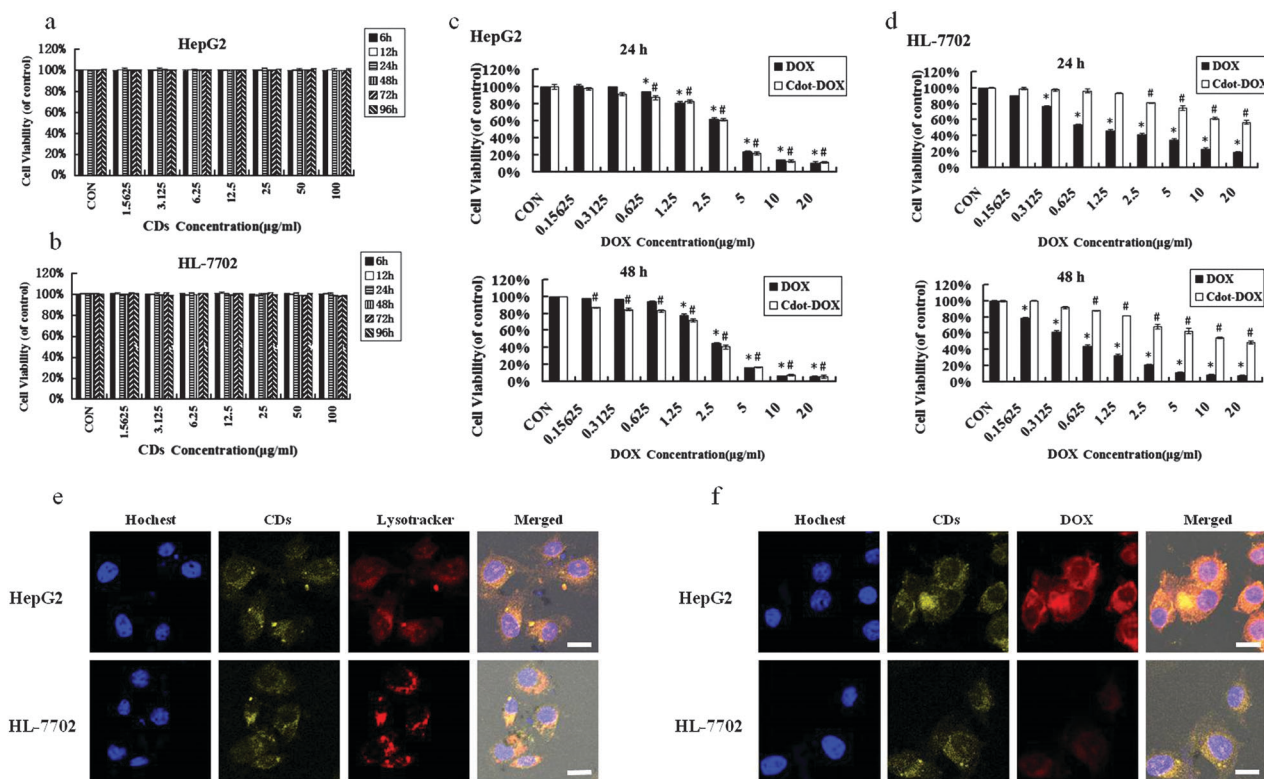 a
HepG2
Cell Viability (of control)
120%
100%
80%
60%
40%
20%
0%
CON
1.5625
3.125
6.25
12.5
25
50
100
CDs Concentration(μg/ml)
6h
12h
24h
48h
72h
96h
b
HL-7702
Cell Viability (of control)
120%
100%
80%
60%
40%
20%
0%
CON
1.5625
3.125
6.25
12.5
25
50
100
CDs Concentration(μg/ml)
6h
12h
24h
48h
72h
96h
c
HepG2
24 h
Cell Viability(of control)
120%
100%
80%
60%
40%
20%
0%
* #
* #
* #
* #
* #
* #
CON
0.15625
0.3125
0.625
1.25
2.5
5
10
20
DOX Concentration(μg/ml)
DOX
Cdot-DOX
48 h
Cell Viability(of control)
120%
100%
80%
60%
40%
20%
0%
#
#
#
* #
* #
* #
* #
* #
CON
0.15625
0.3125
0.625
1.25
2.5
5
10
20
DOX Concentration(μg/ml)
DOX
Cdot-DOX
d
HL-7702
24 h
Cell Viability(of control)
120%
100%
80%
60%
40%
20%
0%
*
*
*
* #
* #
* #
* #
CON
0.15625
0.3125
0.625
1.25
2.5
5
10
20
DOX Concentration(μg/ml)
DOX
Cdot-DOX
48 h
Cell Viability(of control)
120%
100%
80%
60%
40%
20%
0%
*
*
* #
* #
* #
* #
* #
* #
CON
0.15625
0.3125
0.625
1.25
2.5
5
10
20
DOX Concentration(μg/ml)
DOX
Cdot-DOX
e
Hochest CDs Lysotracker Merged
HepG2
HL-7702
f
Hochest CDs DOX Merged
HepG2
HL-7702